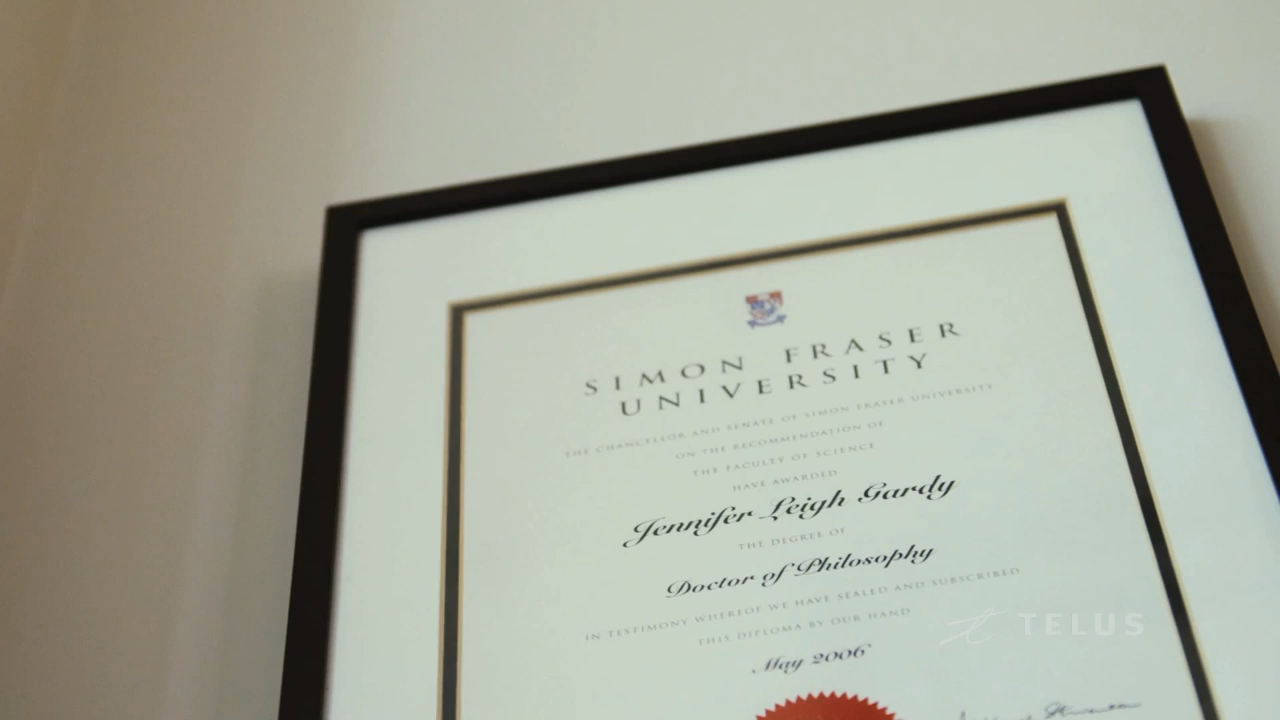 SIMON FRASER
UNIVERSITY
THE CHANCELLOR AND SENATE OF SIMON FRASER UNIVERSITY
ON THE RECOMMENDATION OF
THE FACULTY OF SCIENCE
HAVE AWARDED
Jennifer Leigh Gardy
THE DEGREE OF
Doctor of Philosophy
IN TESTIMONY WHEREOF WE HAVE SEALED AND SUBSCRIBED
THIS DIPLOMA BY OUR HAND
May 2006
TELUS